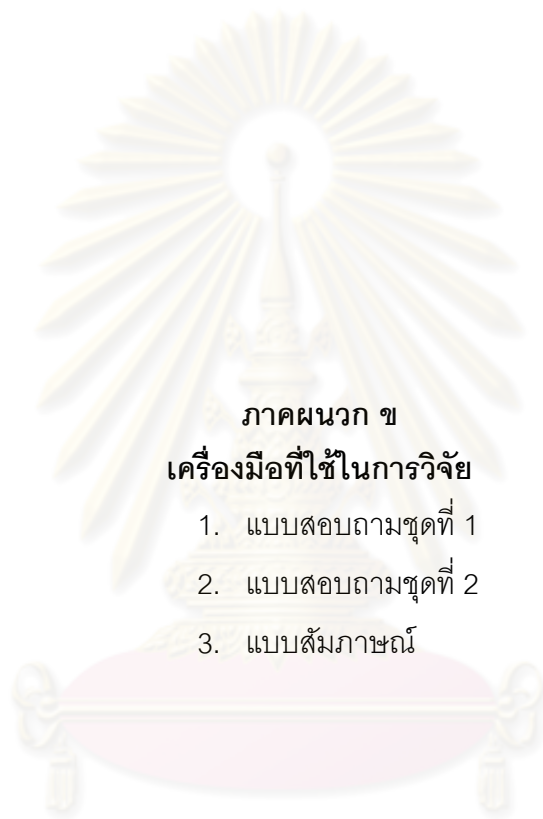 ภาคผนวก ข
เครื่องมือที่ใช้ในการวิจัย
1. แบบสอบถามชุดที่ 1
2. แบบสอบถามชุดที่ 2
3. แบบสัมภาษณ์